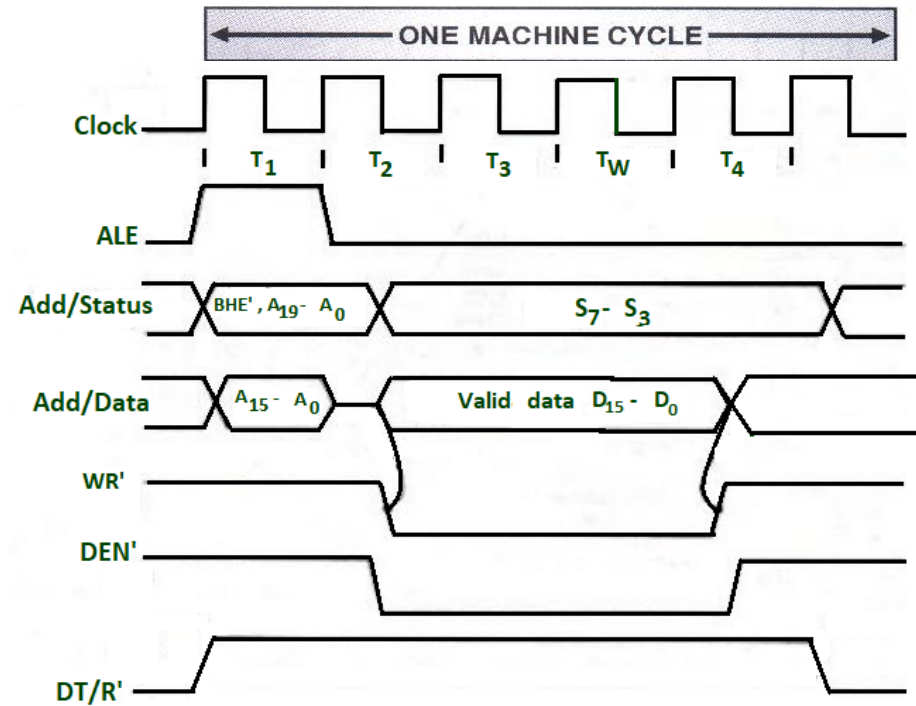 ONE MACHINE CYCLE
Clock
T1 T2 T3 TW T4
ALE
Add/Status BHE', A19- A0 S7- S3
Add/Data A15 - A0 Valid data D15 - D0
WR'
DEN'
DT/R'